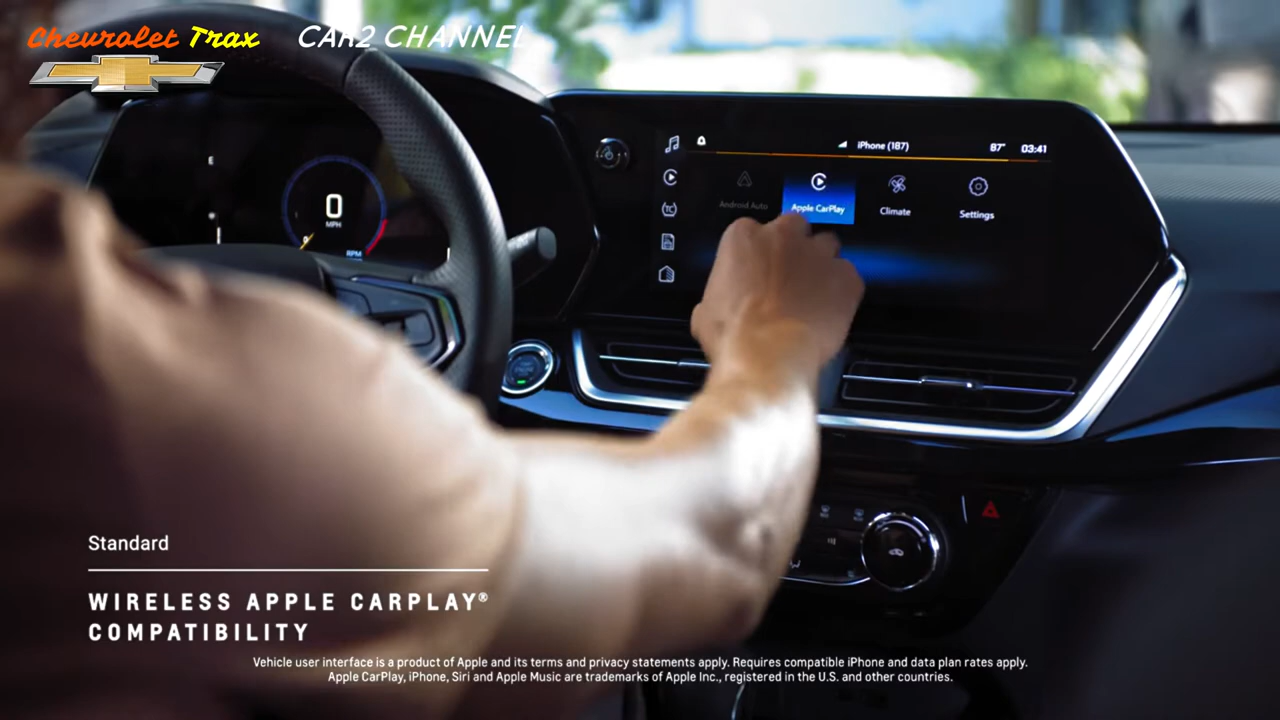 Chevrolet Trax
CAR2 CHANNEL
E
iPhone (187)
87°
03:41
Android Auto
Apple CarPlay
Climate
Settings
TC
0
MPH
RPM
Standard
WIRELESS APPLE CARPLAY®
COMPATIBILITY
Vehicle user interface is a product of Apple and its terms and privacy statements apply. Requires compatible iPhone and data plan rates apply.
Apple CarPlay, iPhone, Siri and Apple Music are trademarks of Apple Inc., registered in the U.S. and other countries.